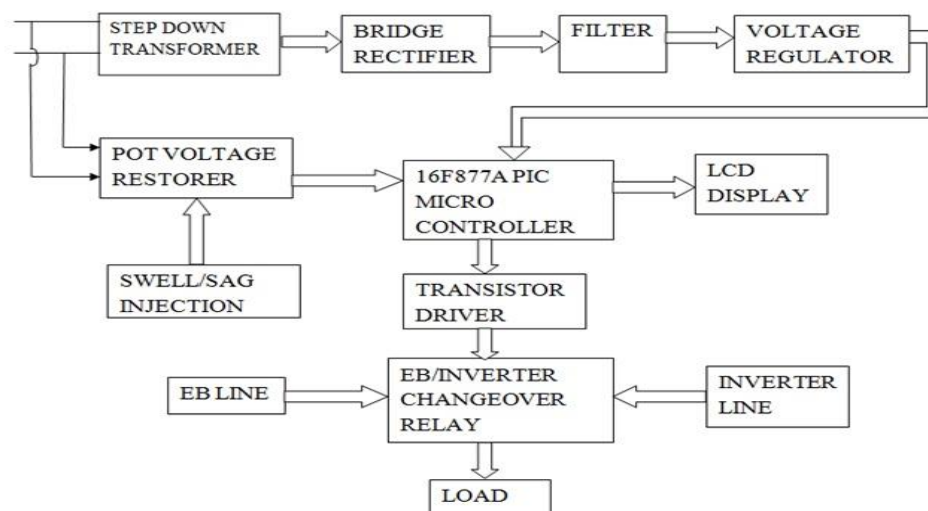 STEP DOWN
TRANSFORMER
BRIDGE
RECTIFIER
FILTER
VOLTAGE
REGULATOR
POT VOLTAGE
RESTORER
16F877A PIC
MICRO
CONTROLLER
LCD
DISPLAY
SWELL/SAG
INJECTION
TRANSISTOR
DRIVER
EB LINE
EB/INVERTER
CHANGEOVER
RELAY
INVERTER
LINE
LOAD